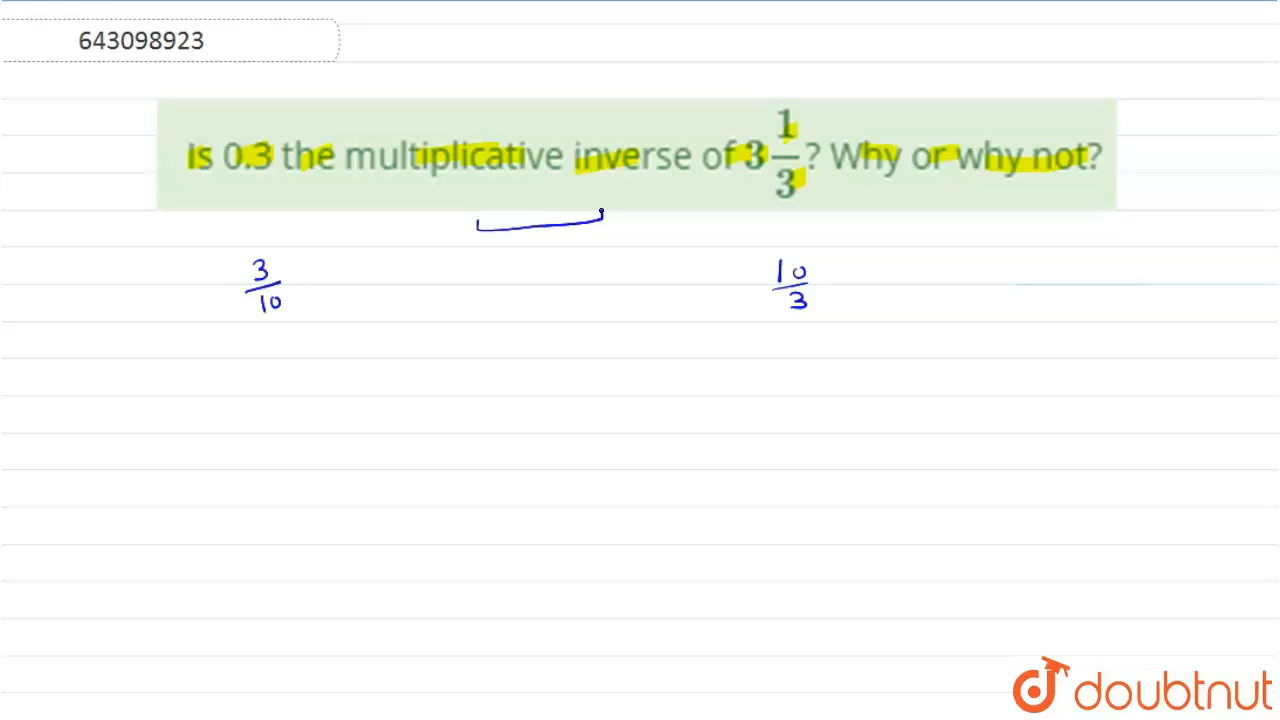 643098923
Is 0.3 the multiplicative inverse of 3 1/3? Why or why not?
3/10
10/3
doubtnut